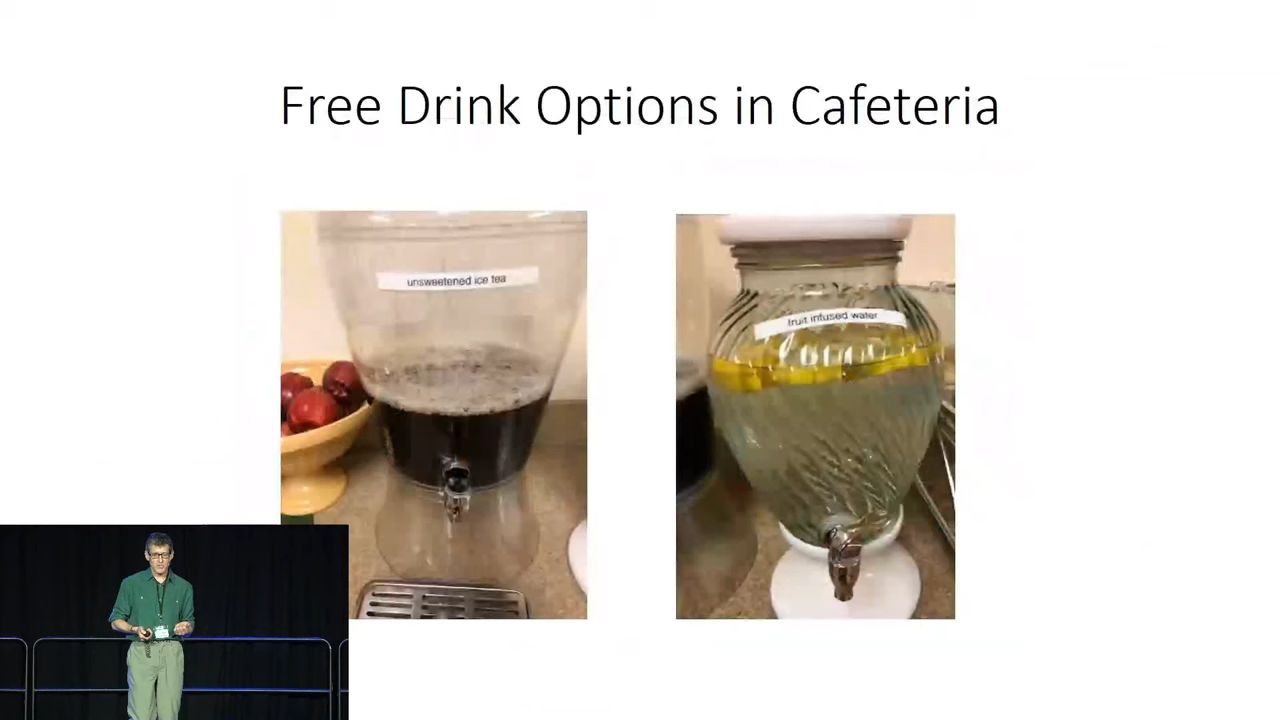 Free Drink Options in Cafeteria
unsweetened ice tea
fruit infused water